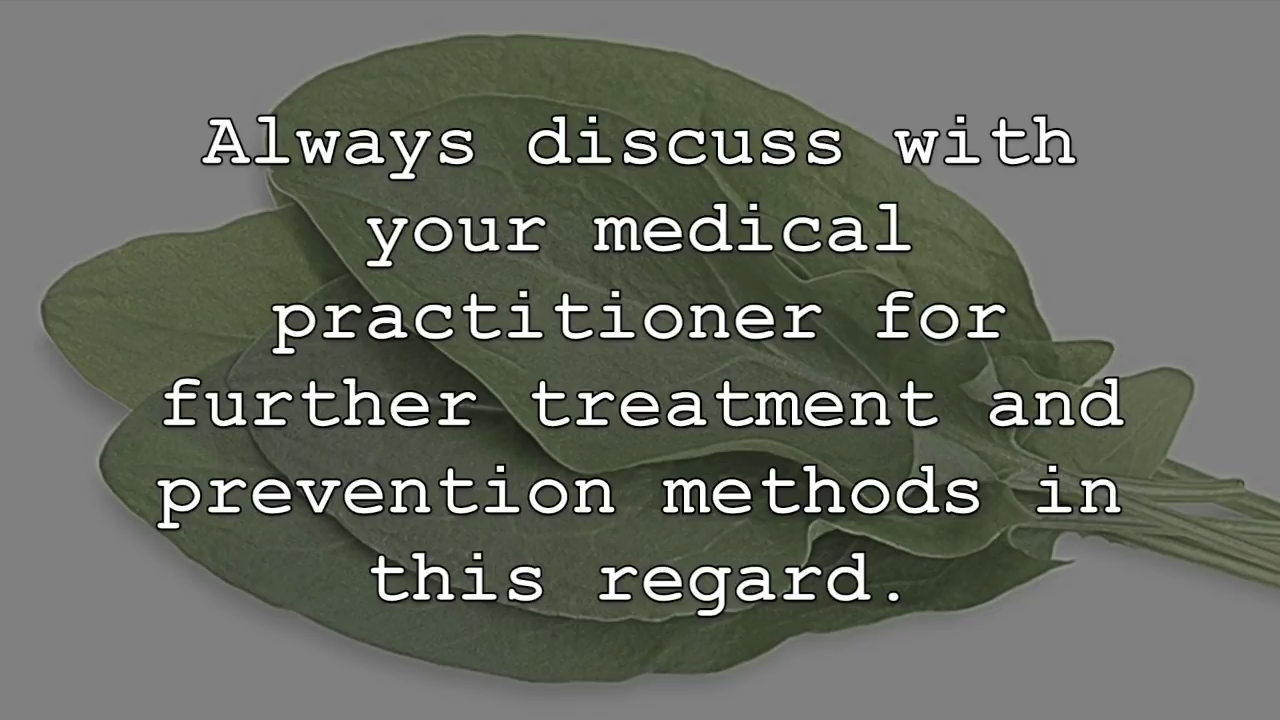 Always discuss with
your medical
practitioner for
further treatment and
prevention methods in
this regard.